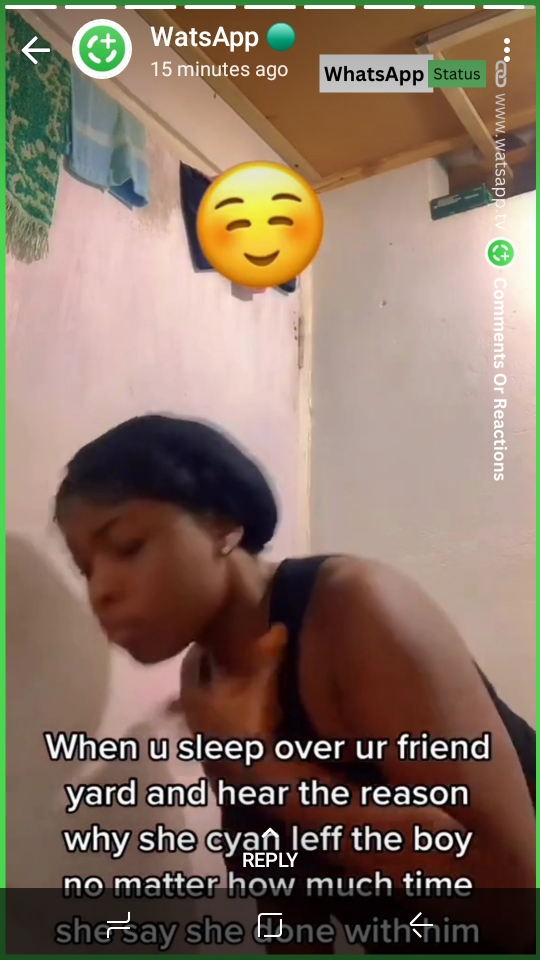 WatsApp
15 minutes ago
WhatsApp Status
www.watsapp.tv
Comments Or Reactions
When u sleep over ur friend
yard and hear the reason
why she cyan leff the boy
REPLY
no matter how much time
she say she done with him